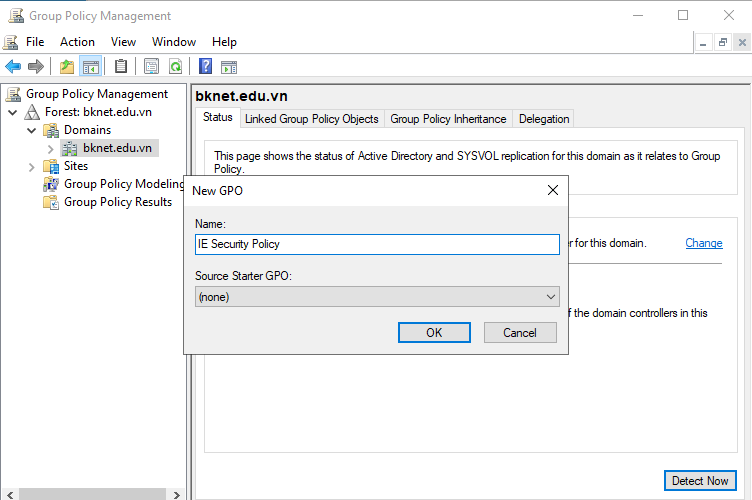 Group Policy Management
File Action View Window Help
Group Policy Management
Forest: bknet.edu.vn
Domains
bknet.edu.vn
Sites
Group Policy Modeling
Group Policy Results
bknet.edu.vn
Status Linked Group Policy Objects Group Policy Inheritance Delegation
This page shows the status of Active Directory and SYSVOL replication for this domain as it relates to Group
Policy.
New GPO
Name:
IE Security Policy
Source Starter GPO:
(none)
OK Cancel
for this domain. Change
f the domain controllers in this
Detect Now